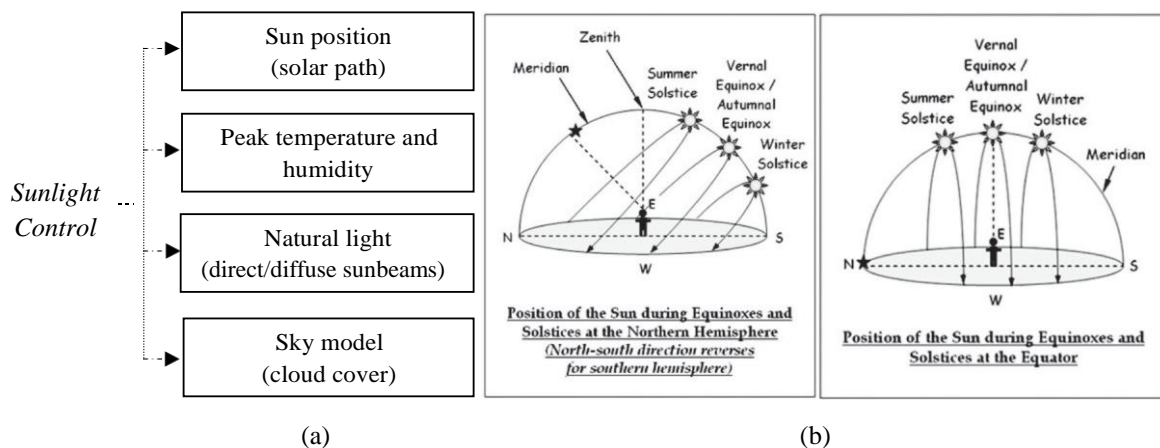 Sunlight
Control
Sun position
(solar path)
Peak temperature and
humidity
Natural light
(direct/diffuse sunbeams)
Sky model
(cloud cover)
(a)
Zenith
Meridian
Summer
Solstice
Vernal
Equinox /
Autumnal
Equinox
Winter
Solstice
E
N
S
W
Position of the Sun during Equinoxes and
Solstices at the Northern Hemisphere
(North-south direction reverses
for southern hemisphere)
Vernal
Equinox /
Autumnal
Equinox
Summer
Solstice
Winter
Solstice
Meridian
E
N
S
W
Position of the Sun during Equinoxes and
Solstices at the Equator
(b)